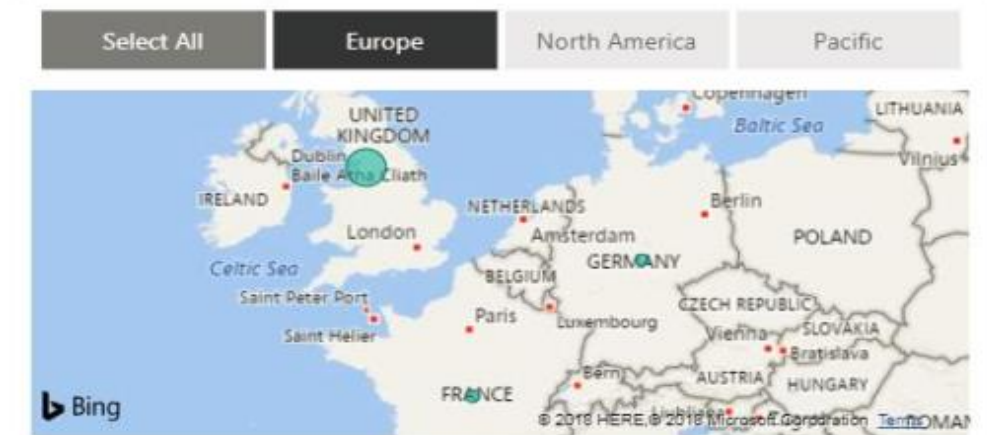 Select All Europe North America Pacific
Copenhagen
LITHUANIA
UNITED
KINGDOM
Baltic Sea
Dublin
Baile Atha Cliath
Vilnius
IRELAND
NETHERLANDS
Berlin
London
Amsterdam
POLAND
Celtic Sea
GERMANY
BELGIUM
Saint Peter Port
CZECH REPUBLIC
Paris
Luxembourg
Vienna
SLOVAKIA
Saint Helier
Bratislava
Bern
AUSTRIA
HUNGARY
FRANCE
Bing
© 2018 HERE, © 2018 Microsoft Corporation Terms